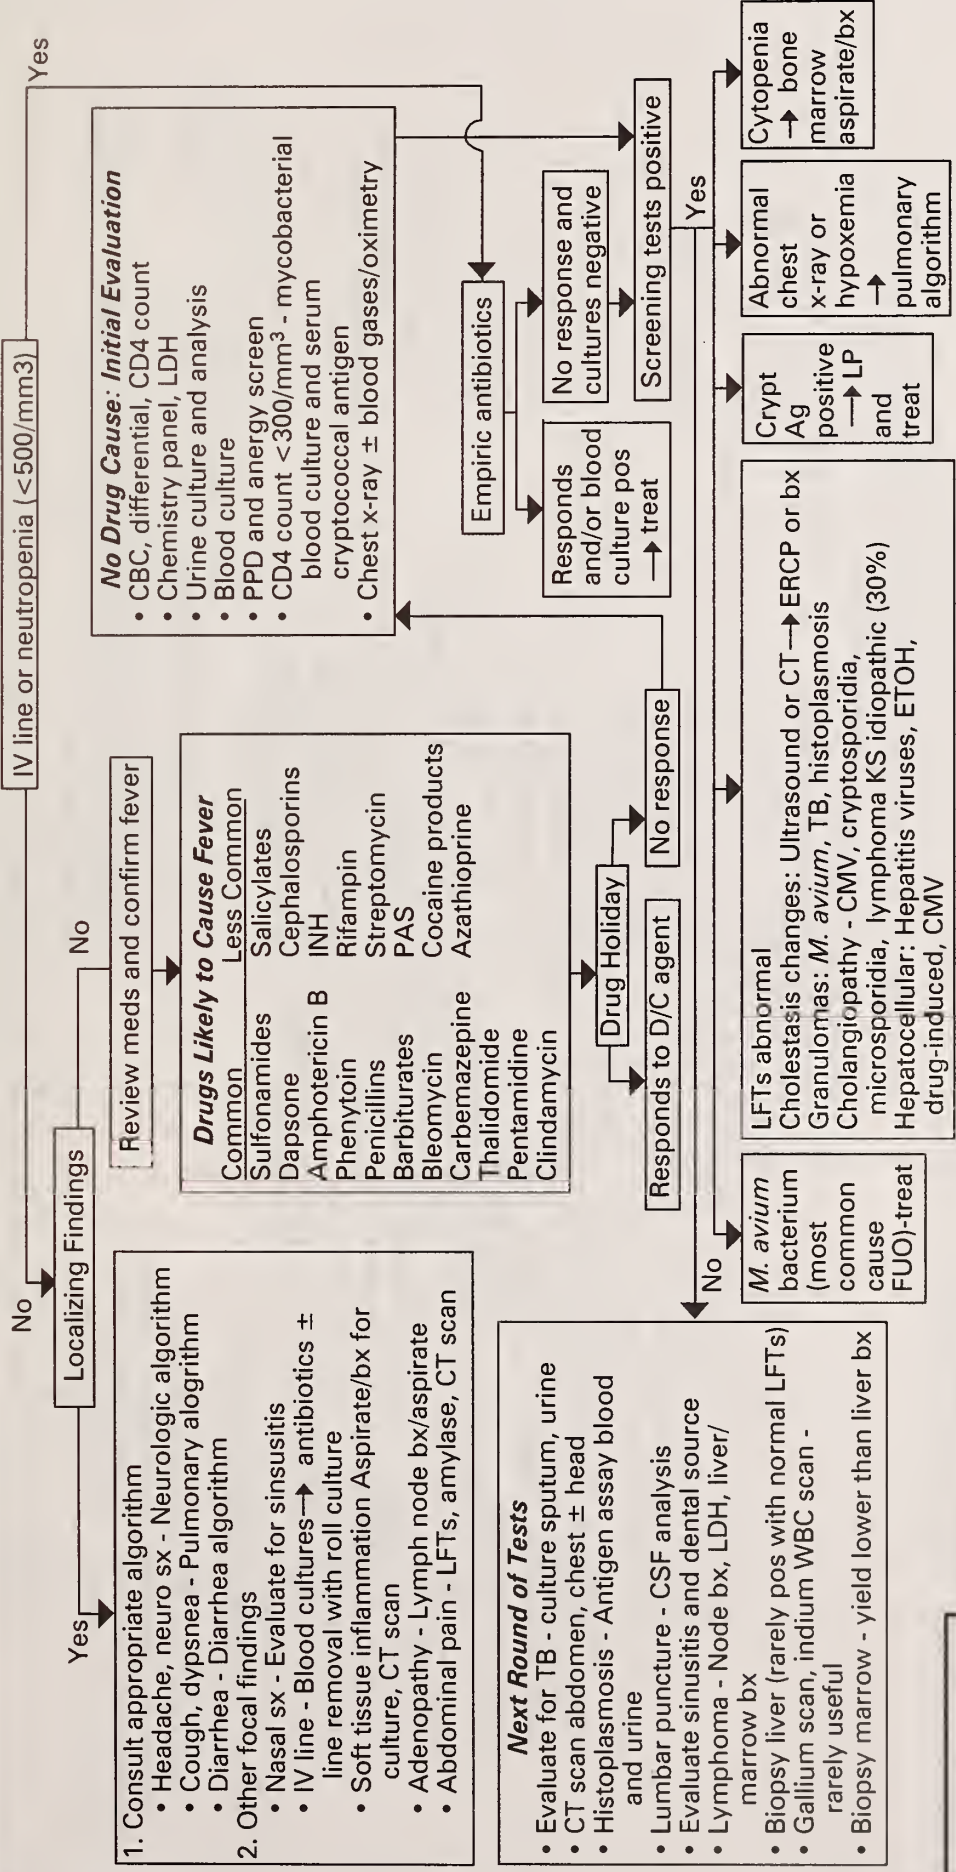 IV line or neutropenia (<500/mm3)
No
Yes
Localizing Findings
Yes
No
1. Consult appropriate algorithm
• Headache, neuro sx - Neurologic algorithm
• Cough, dypsnea - Pulmonary alogrithm
• Diarrhea - Diarrhea algorithm
2. Other focal findings
• Nasal sx - Evaluate for sinsusitis
• IV line - Blood cultures→ antibiotics ±
line removal with roll culture
• Soft tissue inflammation Aspirate/bx for
culture, CT scan
• Adenopathy - Lymph node bx/aspirate
• Abdominal pain - LFTs, amylase, CT scan
Review meds and confirm fever
Drugs Likely to Cause Fever
Common Less Common
Sulfonamides Salicylates
Dapsone Cephalosporins
Amphotericin B INH
Phenytoin Rifampin
Penicillins Streptomycin
Barbiturates PAS
Bleomycin Cocaine products
Carbemazepine Azathioprine
Thalidomide
Pentamidine
Clindamycin
Drug Holiday
Responds to D/C agent
No response
No Drug Cause: Initial Evaluation
• CBC, differential, CD4 count
• Chemistry panel, LDH
• Urine culture and analysis
• Blood culture
• PPD and energy screen
• CD4 count <300/mm³ - mycobacterial
blood culture and serum
cryptococcal antigen
• Chest x-ray ± blood gases/oximetry
Empiric antibiotics
Responds
and/or blood
culture pos
→ treat
No response and
cultures negative
Screening tests positive
No
Yes
Next Round of Tests
• Evaluate for TB - culture sputum, urine
• CT scan abdomen, chest ± head
• Histoplasmosis - Antigen assay blood
and urine
• Lumbar puncture - CSF analysis
• Evaluate sinusitis and dental source
• Lymphoma - Node bx, LDH, liver/
marrow bx
• Biopsy liver (rarely pos with normal LFTs)
• Gallium scan, indium WBC scan -
rarely useful
• Biopsy marrow - yield lower than liver bx
M. avium
bacterium
(most
common
cause
FUO)-treat
LFTs abnormal
Cholestasis changes: Ultrasound or CT→ERCP or bx
Granulomas: M. avium, TB, histoplasmosis
Cholangiopathy - CMV, cryptosporidia,
microsporidia, lymphoma KS idiopathic (30%)
Hepatocellular: Hepatitis viruses, ETOH,
drug-induced, CMV
Crypt
Ag
positive
→ LP
and
treat
Abnormal
chest
x-ray or
hypoxemia
→
pulmonary
algorithm
Cytopenia
→ bone
marrow
aspirate/bx